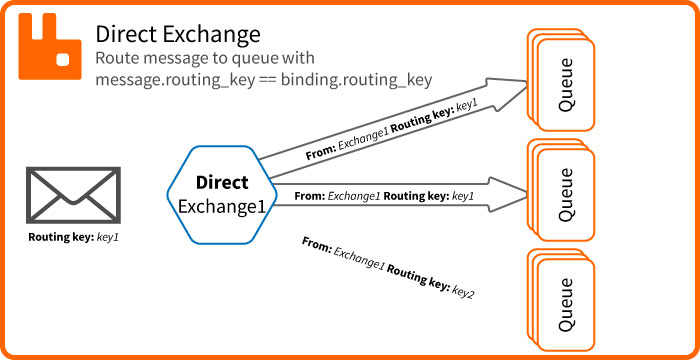 Direct Exchange
Route message to queue with
message.routing_key == binding.routing_key
From: Exchange1 Routing key: key1
Queue
Direct
Exchange1
From: Exchange1 Routing key: key1
Queue
Routing key: key1
From: Exchange1 Routing key: key2
Queue